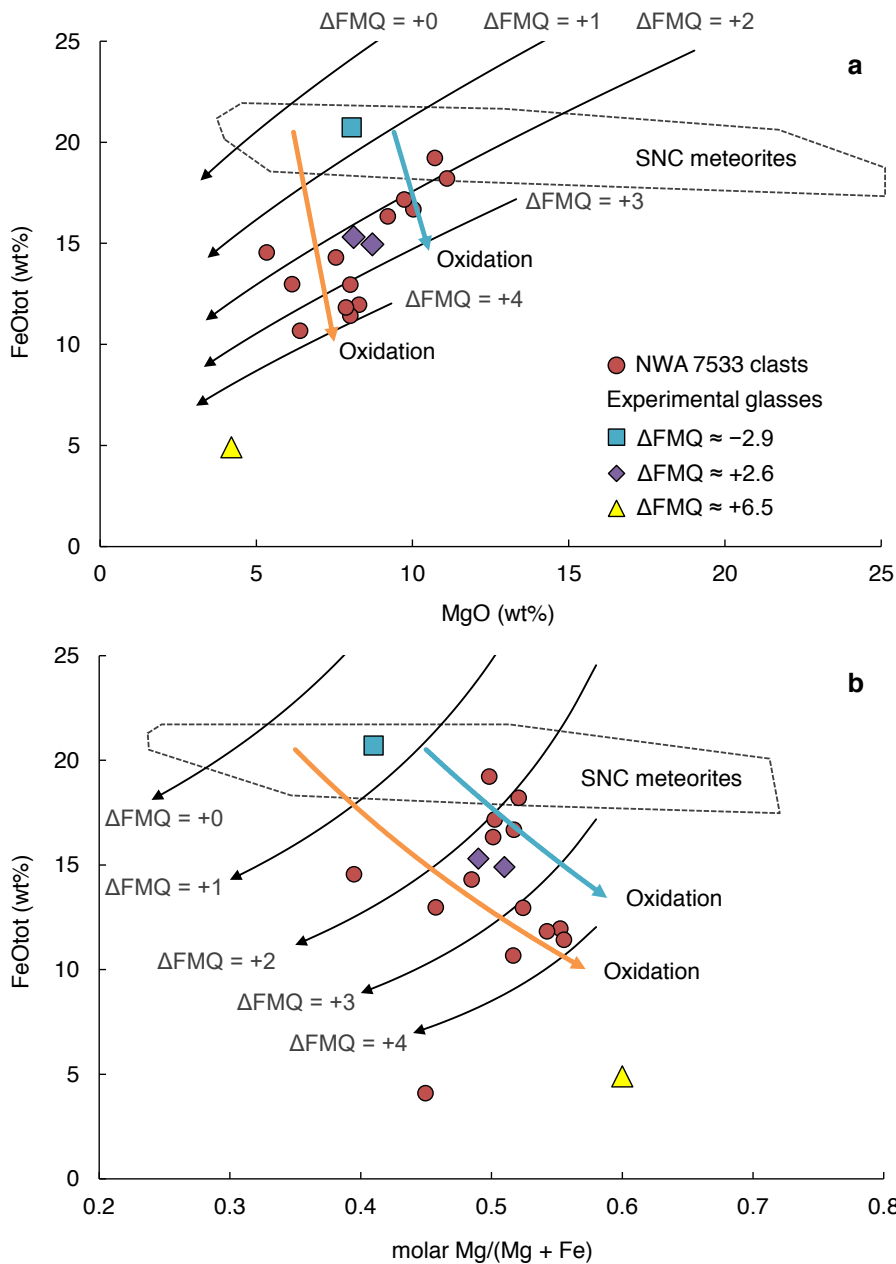 ΔFMQ = +0
ΔFMQ = +1
ΔFMQ = +2
25
a
20
SNC meteorites
ΔFMQ = +3
15
Oxidation
ΔFMQ = +4
10
Oxidation
NWA 7533 clasts
Experimental glasses
ΔFMQ ≈ −2.9
5
ΔFMQ ≈ +2.6
ΔFMQ ≈ +6.5
0
FeOtot (wt%)
0 5 10 15 20 25
MgO (wt%)
25
b
20
SNC meteorites
ΔFMQ = +0
15
ΔFMQ = +1
Oxidation
ΔFMQ = +2
Oxidation
10
ΔFMQ = +3
ΔFMQ = +4
5
0
FeOtot (wt%)
0.2 0.3 0.4 0.5 0.6 0.7 0.8
molar Mg/(Mg + Fe)